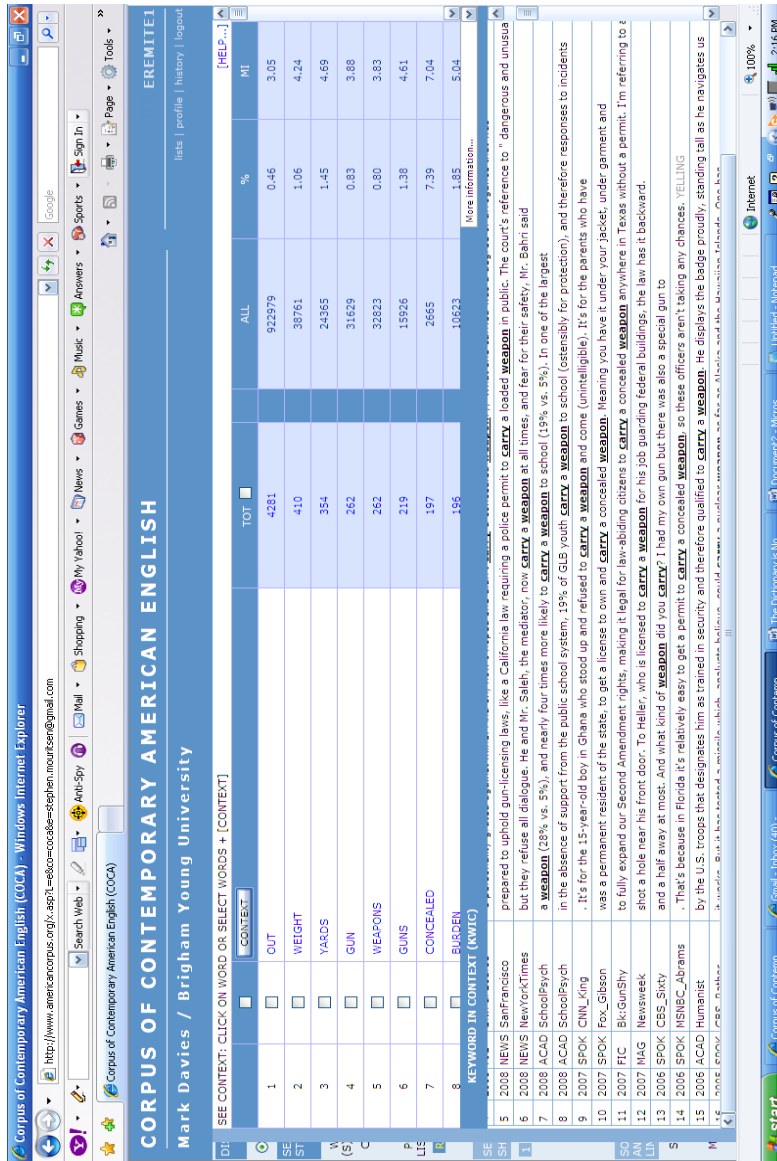 Corpus of Contemporary American English (COCA) - Windows Internet Explorer
http://www.americancorpus.org/x.asp?L=e&co=coca&e=stephen.mouritsen@gmail.com
Google
Search Web
Anti-Spy
Mail
Shopping
My Yahoo!
News
Games
Music
Answers
Sports
Sign In
Corpus of Contemporary American English (COCA)
Page
Tools
CORPUS OF CONTEMPORARY AMERICAN ENGLISH
EREMITE1
Mark Davies / Brigham Young University
lists | profile | history | logout
SEE CONTEXT: CLICK ON WORD OR SELECT WORDS + [CONTEXT]
[HELP...]
CONTEXT TOT ALL % MI
1 OUT 4281 922979 0.46 3.05
2 WEIGHT 410 38761 1.06 4.24
3 YARDS 354 24365 1.45 4.69
4 GUN 262 31629 0.83 3.88
5 WEAPONS 262 32823 0.80 3.83
6 GUNS 219 15926 1.38 4.61
7 CONCEALED 197 2665 7.39 7.04
8 BURDEN 196 10623 1.85 5.04
KEYWORD IN CONTEXT (KWIC)
More information...
5 2008 NEWS SanFrancisco prepared to uphold gun-licensing laws, like a California law requiring a police permit to carry a loaded weapon in public. The court's reference to " dangerous and unusua
6 2008 NEWS NewYorkTimes but they refuse all dialogue. He and Mr. Saleh, the mediator, now carry a weapon at all times, and fear for their safety, Mr. Bahri said
7 2008 ACAD SchoolPsych a weapon (28% vs. 5%), and nearly four times more likely to carry a weapon to school (19% vs. 5%). In one of the largest
8 2008 ACAD SchoolPsych in the absence of support from the public school system, 19% of GLB youth carry a weapon to school (ostensibly for protection), and therefore responses to incidents
9 2007 SPOK CNN_King . It's for the 15-year-old boy in Ghana who stood up and refused to carry a weapon and come (unintelligible). It's for the parents who have
10 2007 SPOK Fox_Gibson was a permanent resident of the state, to get a license to own and carry a concealed weapon. Meaning you have it under your jacket, under garment and
11 2007 FIC Bk:GunShy to fully expand our Second Amendment rights, making it legal for law-abiding citizens to carry a concealed weapon anywhere in Texas without a permit. I'm referring to a
12 2007 MAG Newsweek shot a hole near his front door. To Heller, who is licensed to carry a weapon for his job guarding federal buildings, the law has it backward.
13 2006 SPOK CBS_Sixty and a half away at most. And what kind of weapon did you carry? I had my own gun but there was also a special gun to
14 2006 SPOK MSNBC_Abrams . That's because in Florida it's relatively easy to get a permit to carry a concealed weapon, so these officers aren't taking any chances. YELLING
15 2006 ACAD Humanist by the U.S. troops that designates him as trained in security and therefore qualified to carry a weapon. He displays the badge proudly, standing tall as he navigates us
Internet
100%
start
Corpus of Contemp
Gmail - Inbox (40) -
Corpus of Contemp
The Dictionary is No
Document2 - Micros
Untitled - Notepad
2:16 PM